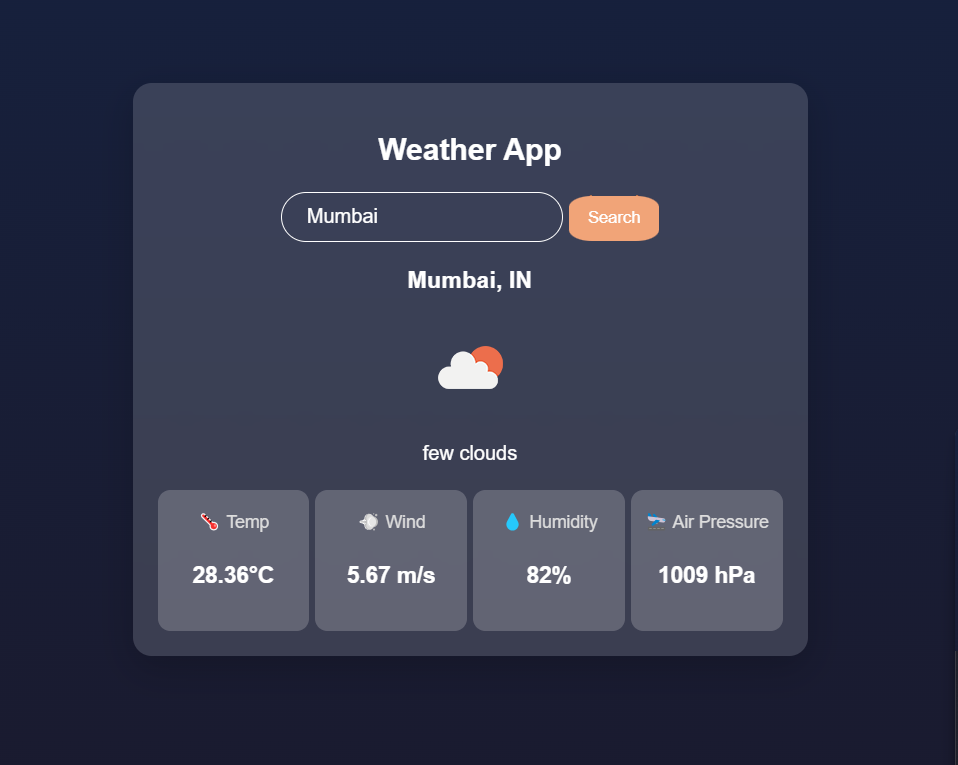 Weather App
Mumbai
Search
Mumbai, IN
few clouds
Temp
Wind
Humidity
Air Pressure
28.36°C
5.67 m/s
82%
1009 hPa